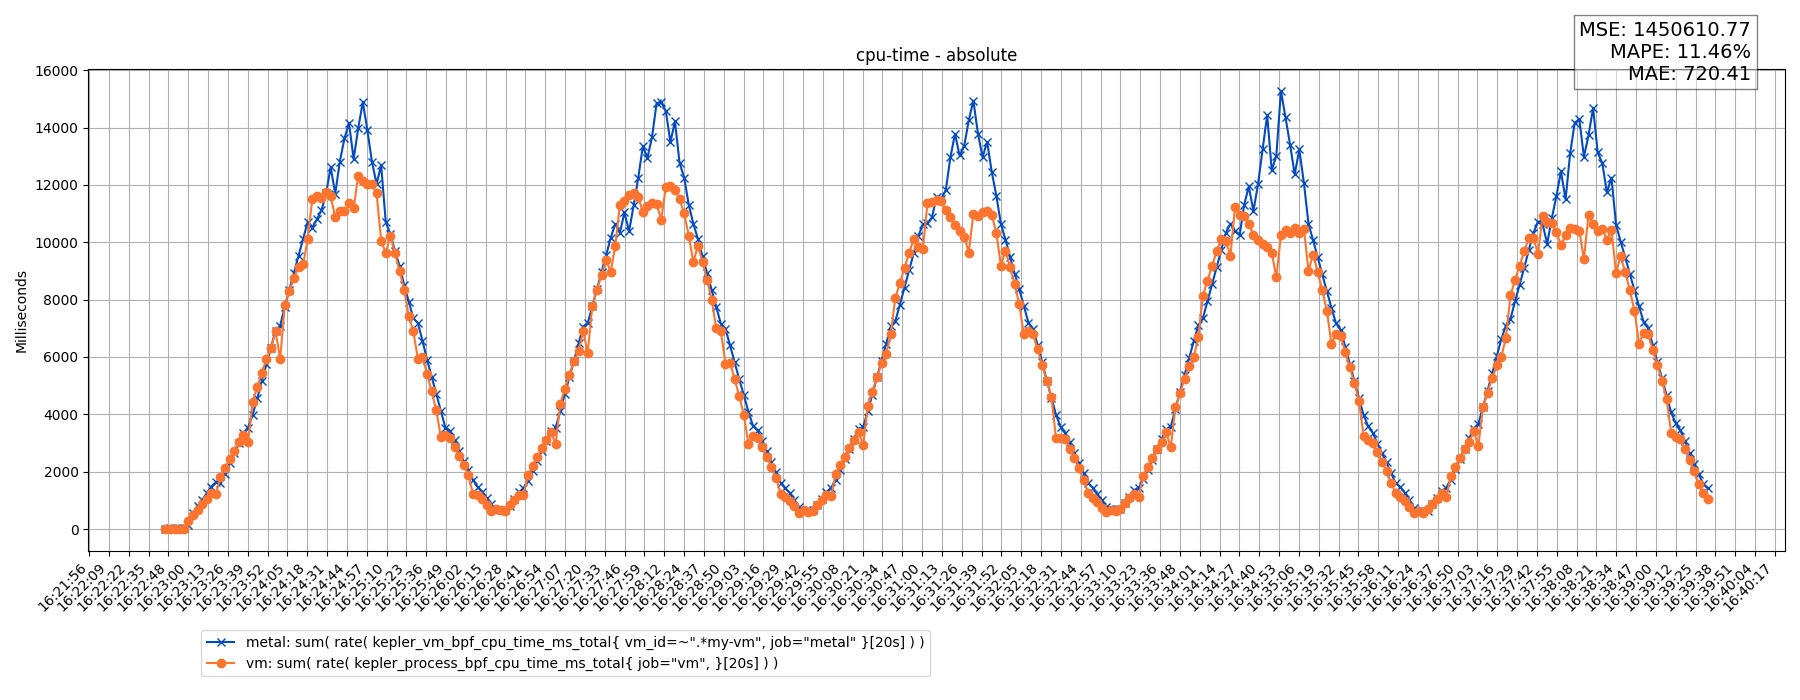 MSE: 1450610.77
MAPE: 11.46%
MAE: 720.41
cpu-time - absolute
Milliseconds
16000
14000
12000
10000
8000
6000
4000
2000
0
16:21:56 16:22:09 16:22:22 16:22:35 16:22:48 16:23:00 16:23:13 16:23:26 16:23:39 16:23:52 16:24:05 16:24:18 16:24:31 16:24:44 16:24:57 16:25:10 16:25:23 16:25:36 16:25:49 16:26:02 16:26:15 16:26:28 16:26:41 16:26:54 16:27:07 16:27:20 16:27:33 16:27:46 16:27:59 16:28:12 16:28:24 16:28:37 16:28:50 16:29:03 16:29:16 16:29:29 16:29:42 16:29:55 16:30:08 16:30:21 16:30:34 16:30:47 16:31:00 16:31:13 16:31:26 16:31:39 16:31:52 16:32:05 16:32:18 16:32:31 16:32:44 16:32:57 16:33:10 16:33:23 16:33:36 16:33:48 16:34:01 16:34:14 16:34:27 16:34:40 16:34:53 16:35:06 16:35:19 16:35:32 16:35:45 16:35:58 16:36:11 16:36:24 16:36:37 16:36:50 16:37:03 16:37:16 16:37:29 16:37:42 16:37:55 16:38:08 16:38:21 16:38:34 16:38:47 16:39:00 16:39:12 16:39:25 16:39:38 16:39:51 16:40:04 16:40:17
metal: sum( rate( kepler_vm_bpf_cpu_time_ms_total{ vm_id=~".*my-vm", job="metal" }[20s] ) )
vm: sum( rate( kepler_process_bpf_cpu_time_ms_total{ job="vm", }[20s] ) )